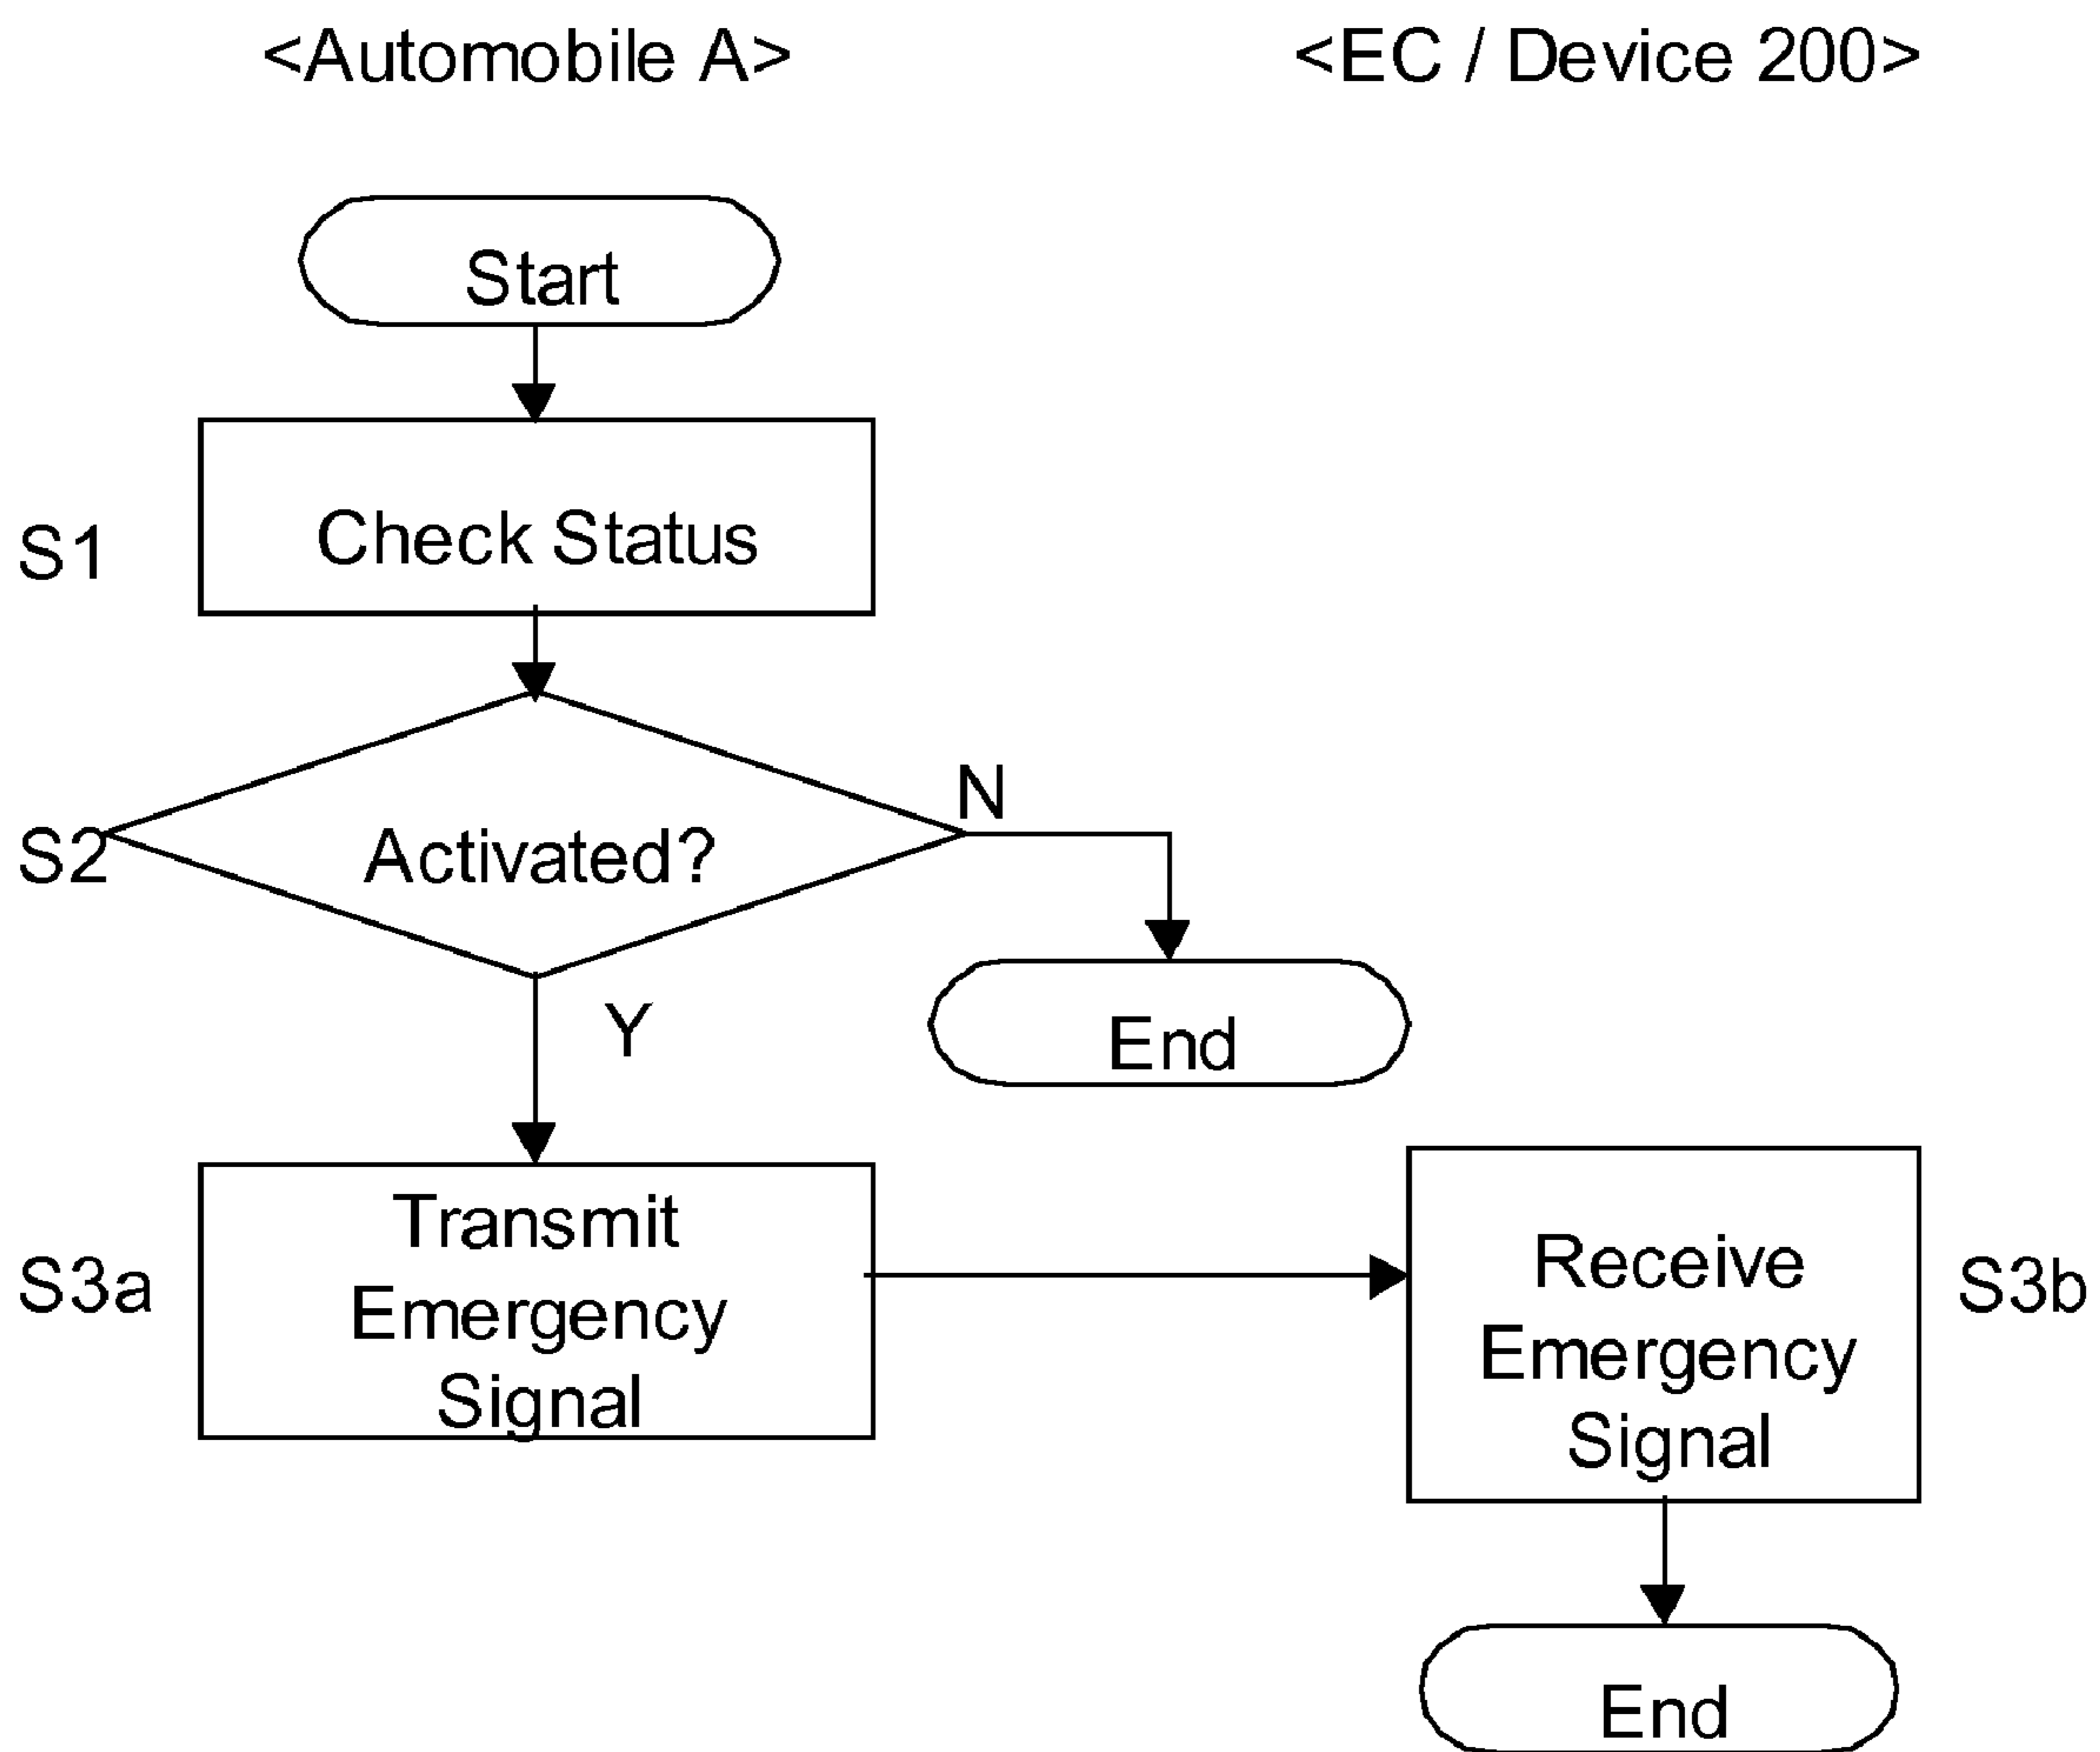 <Automobile A>
<EC / Device 200>
Start
S1
Check Status
S2
Activated?
N
Y
End
S3a
Transmit
Emergency
Signal
Receive
Emergency
Signal
S3b
End